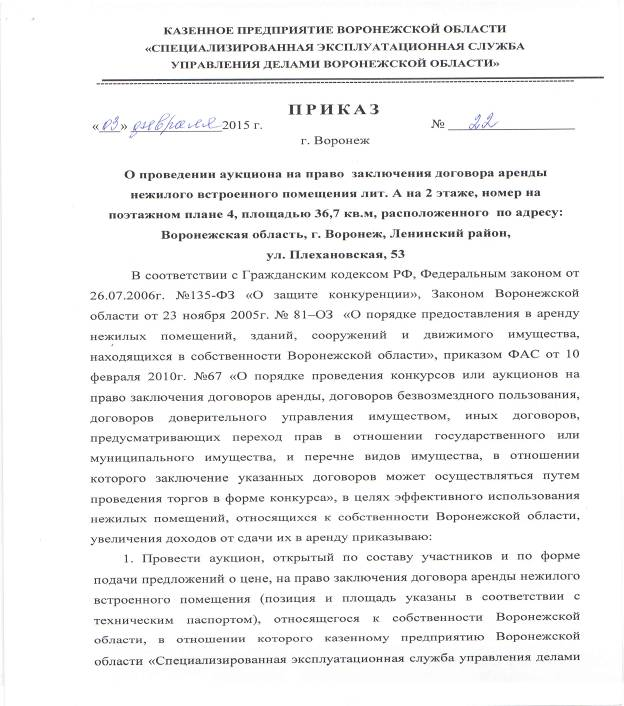 КАЗЕННОЕ ПРЕДПРИЯТИЕ ВОРОНЕЖСКОЙ ОБЛАСТИ
«СПЕЦИАЛИЗИРОВАННАЯ ЭКСПЛУАТАЦИОННАЯ СЛУЖБА
УПРАВЛЕНИЯ ДЕЛАМИ ВОРОНЕЖСКОЙ ОБЛАСТИ»
П Р И К А З
«03» февраля 2015 г. № 22
г. Воронеж
О проведении аукциона на право заключения договора аренды
нежилого встроенного помещения лит. А на 2 этаже, номер на
поэтажном плане 4, площадью 36,7 кв.м, расположенного по адресу:
Воронежская область, г. Воронеж, Ленинский район,
ул. Плехановская, 53
В соответствии с Гражданским кодексом РФ, Федеральным законом от
26.07.2006г. №135-ФЗ «О защите конкуренции», Законом Воронежской
области от 23 ноября 2005г. № 81–ОЗ «О порядке предоставления в аренду
нежилых помещений, зданий, сооружений и движимого имущества,
находящихся в собственности Воронежской области», приказом ФАС от 10
февраля 2010г. №67 «О порядке проведения конкурсов или аукционов на
право заключения договоров аренды, договоров безвозмездного пользования,
договоров доверительного управления имуществом, иных договоров,
предусматривающих переход прав в отношении государственного или
муниципального имущества, и перечне видов имущества, в отношении
которого заключение указанных договоров может осуществляться путем
проведения торгов в форме конкурса», в целях эффективного использования
нежилых помещений, относящихся к собственности Воронежской области,
увеличения доходов от сдачи их в аренду приказываю:
1. Провести аукцион, открытый по составу участников и по форме
подачи предложений о цене, на право заключения договора аренды нежилого
встроенного помещения (позиция и площадь указаны в соответствии с
техническим паспортом), относящегося к собственности Воронежской
области, в отношении которого казенному предприятию Воронежской
области «Специализированная эксплуатационная служба управления делами